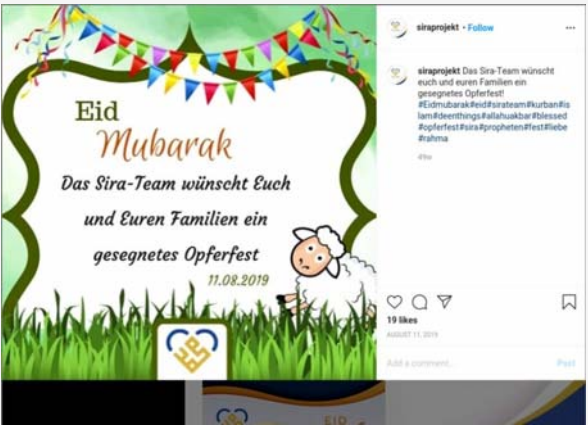 Eid
Mubarak
Das Sira-Team wünscht Euch
und Euren Familien ein
gesegnetes Opferfest
11.08.2019
siraprojekt • Follow
siraprojekt Das Sira-Team wünscht
euch und euren Familien ein
gesegnetes Opferfest!
#Eidmubarak#eid#sirateam#kurban#is
lam#deenthings#allahuakbar#blessed
#opferfest#sira#propheten#fest#liebe
#rahma
49w
19 likes
AUGUST 11, 2019
Add a comment...
Post
EID